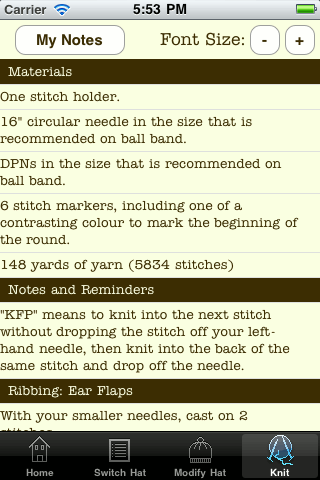 Carrier 5:53 PM
My Notes Font Size: - +
Materials
One stitch holder.
16" circular needle in the size that is
recommended on ball band.
DPNs in the size that is recommended on
ball band.
6 stitch markers, including one of a
contrasting colour to mark the beginning of
the round.
148 yards of yarn (5834 stitches)
Notes and Reminders
"KFP" means to knit into the next stitch
without dropping the stitch off your left-
hand needle, then knit into the back of the
same stitch and drop off the needle.
Ribbing: Ear Flaps
With your smaller needles, cast on 2
stitches
Home Switch Hat Modify Hat Knit